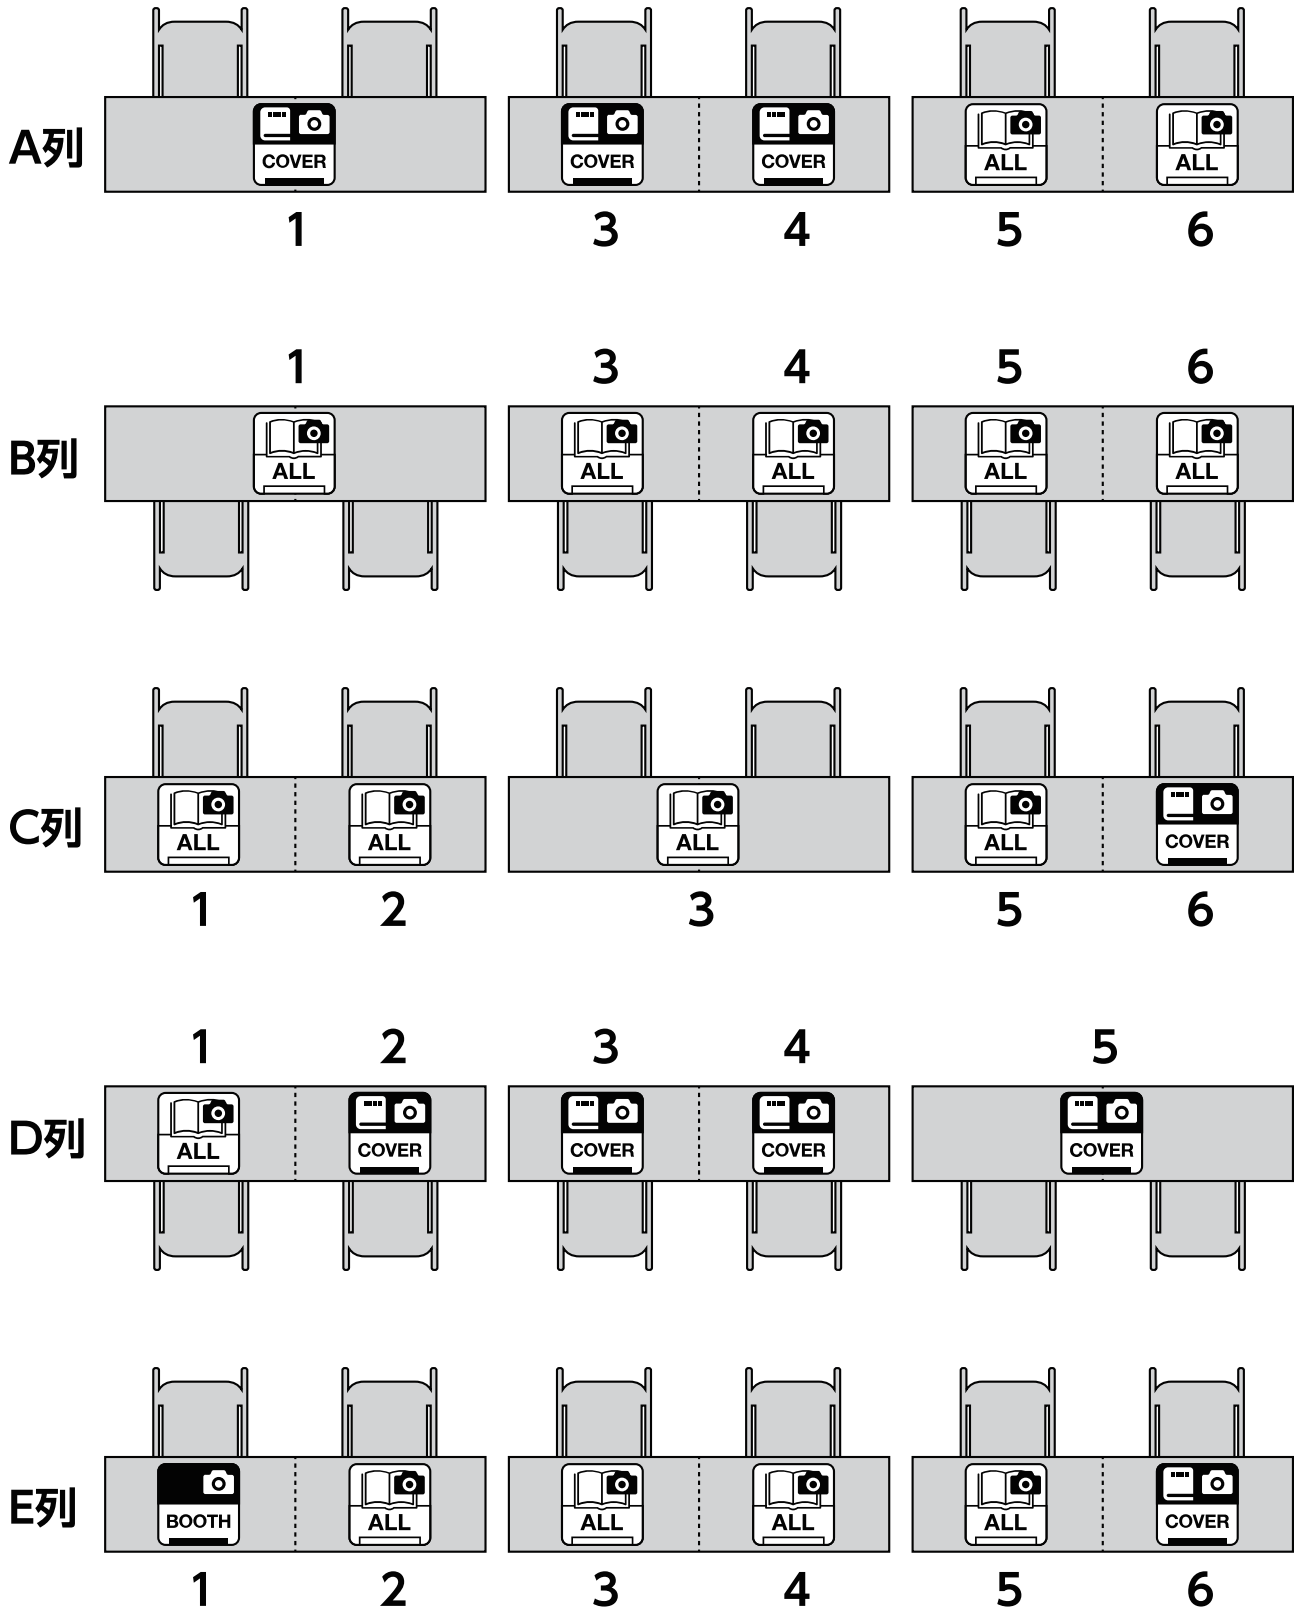 A列
COVER COVER COVER ALL ALL
1 3 4 5 6
1 3 4 5 6
B列
ALL ALL ALL ALL ALL
C列
ALL ALL ALL ALL COVER
1 2 3 5 6
1 2 3 4 5
D列
ALL COVER COVER COVER COVER
E列
BOOTH ALL ALL ALL ALL COVER
1 2 3 4 5 6